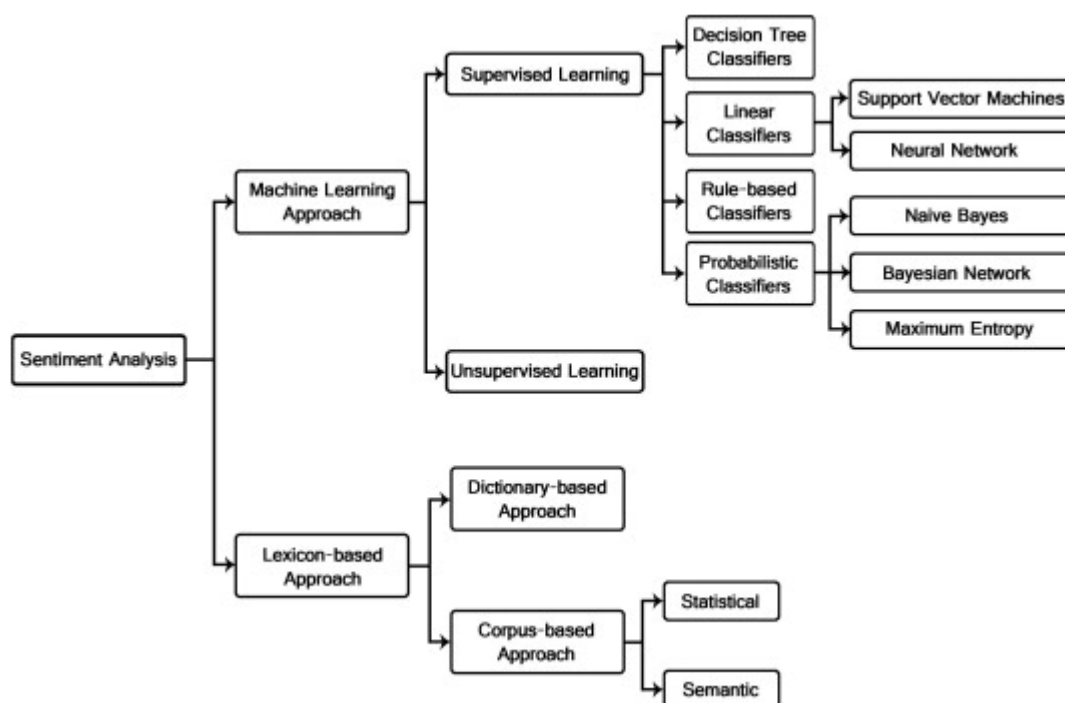 Sentiment Analysis
Machine Learning
Approach
Supervised Learning
Decision Tree
Classifiers
Linear
Classifiers
Support Vector Machines
Neural Network
Rule-based
Classifiers
Probabilistic
Classifiers
Naive Bayes
Bayesian Network
Maximum Entropy
Unsupervised Learning
Lexicon-based
Approach
Dictionary-based
Approach
Corpus-based
Approach
Statistical
Semantic